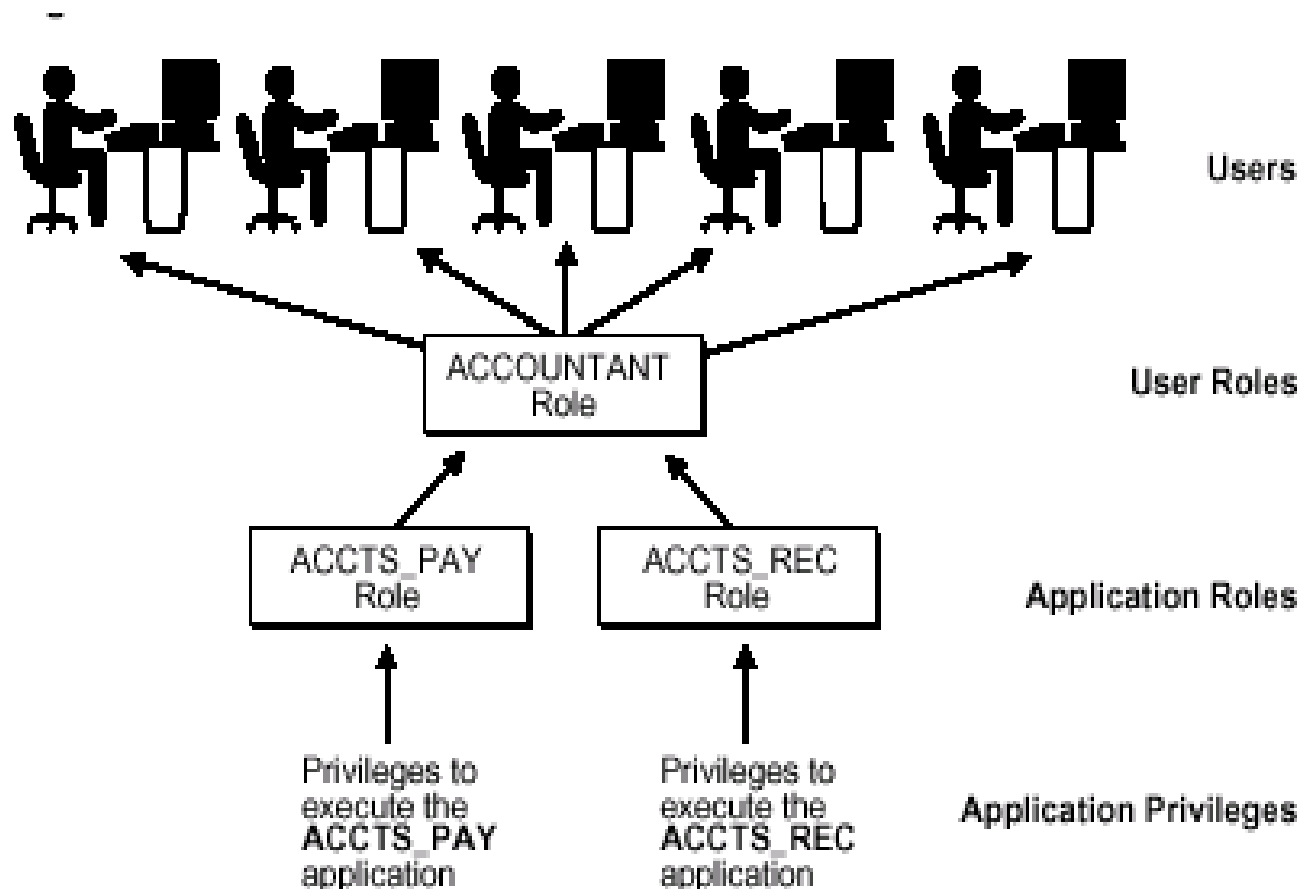 Users
ACCOUNTANT
Role
User Roles
ACCTS_PAY
Role
ACCTS_REC
Role
Application Roles
Privileges to
execute the
ACCTS_PAY
application
Privileges to
execute the
ACCTS_REC
application
Application Privileges